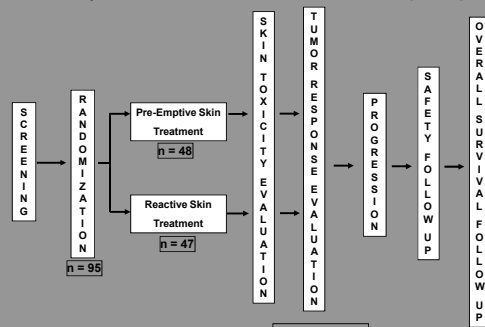 SCREENING
RANDOMIZATION
n = 95
Pre-Emptive Skin
Treatment
n = 48
Reactive Skin
Treatment
n = 47
SKIN TOXICITY EVALUATION
TUMOR RESPONSE EVALUATION
PROGRESSION
SAFETY FOLLOW UP
OVERALL SURVIVAL FOLLOW UP